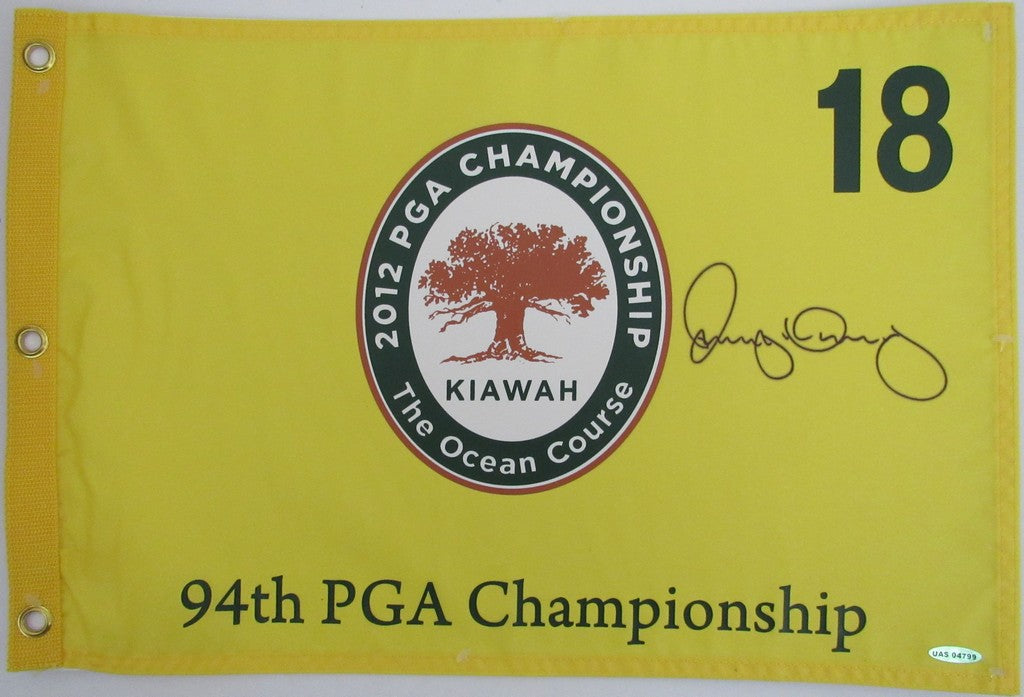 18
2012 PGA CHAMPIONSHIP
KIAWAH
The Ocean Course
94th PGA Championship
UAS 04799